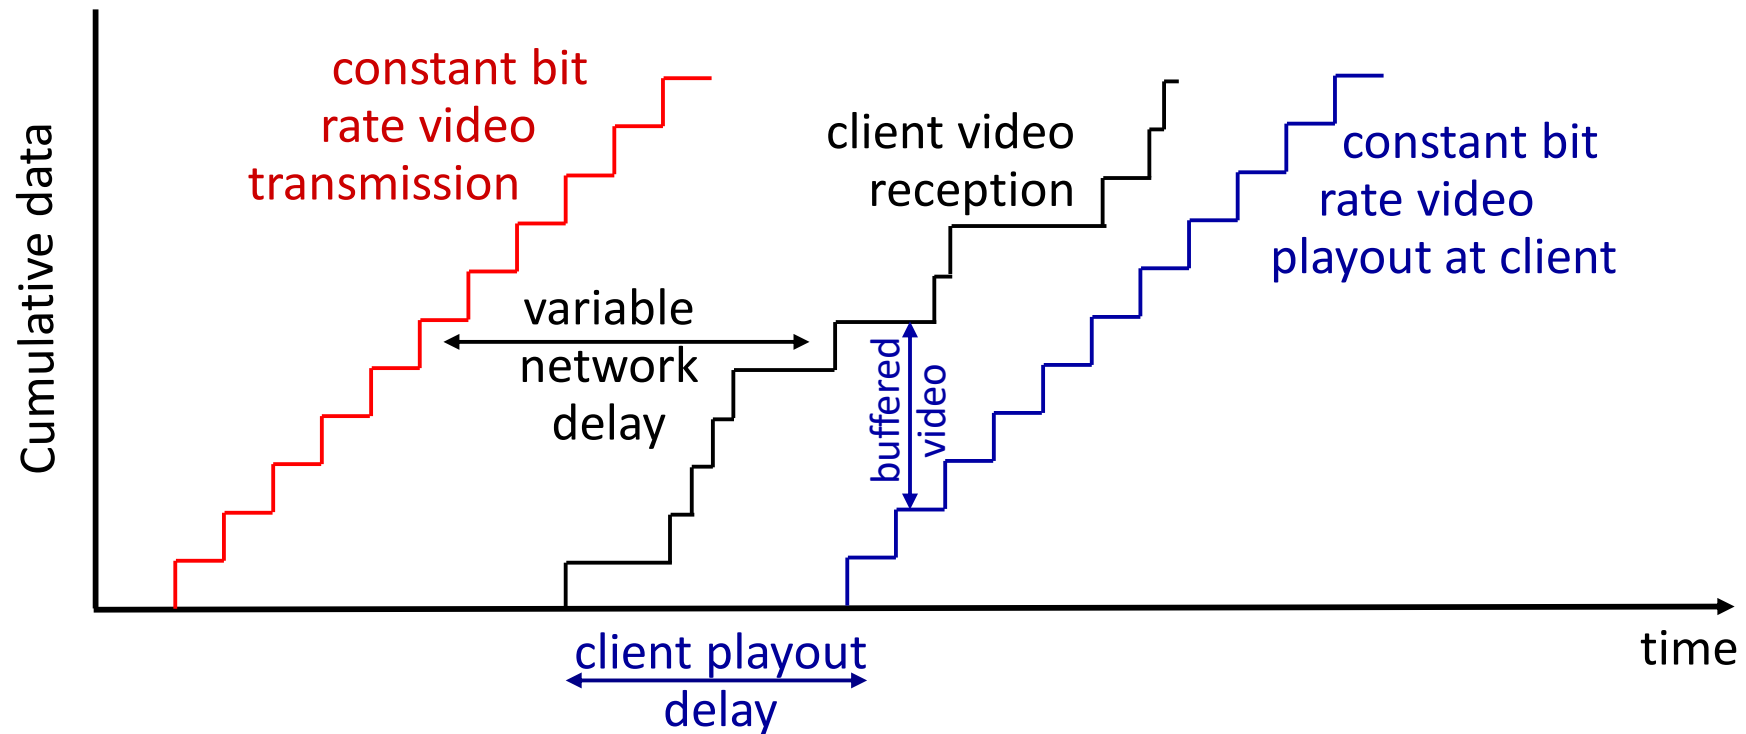 constant bit
rate video
transmission
client video
reception
constant bit
rate video
playout at client
Cumulative data
variable
network
delay
buffered
video
time
client playout
delay